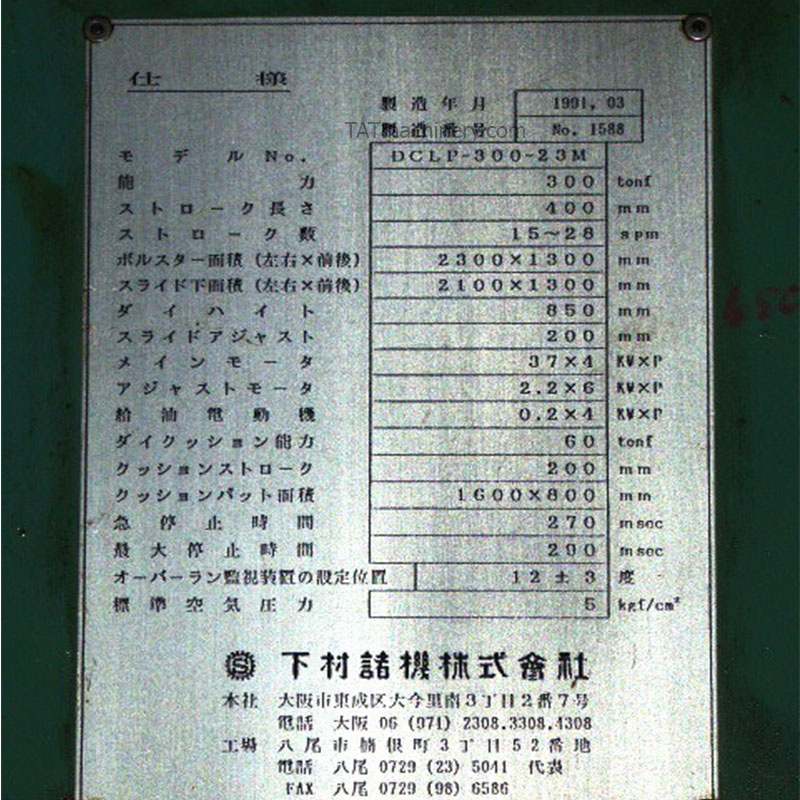 仕様
製造年月 1991, 03
製造番号 No. 1588
TATmachinery.com
モデルNo. DCLP-300-23M
能力 300 tonf
ストローク長さ 400 mm
ストローク数 15~28 spm
ボルスター面積(左右×前後) 2300×1300 mm
スライド下面積(左右×前後) 2100×1300 mm
ダイハイト 850 mm
スライドアジャスト 200 mm
メインモータ 37×4 KW×P
アジャストモータ 2.2×6 KW×P
給油電動機 0.2×4 KW×P
ダイクッション能力 60 tonf
クッションストローク 200 mm
クッションパット面積 1600×800 mm
急停止時間 270 msec
最大停止時間 290 msec
オーバーラン監視装置の設定位置 12±3 度
標準空気圧力 5 kgf/cm²
下村諸機株式會社
本社 大阪市東成区大今里南3丁目2番7号
電話 大阪 06 (971) 2308.3308.4308
工場 八尾市 根町3丁目52番地
電話 八尾 0729 (23) 5041 代表
FAX 八尾 0729 (98) 6586